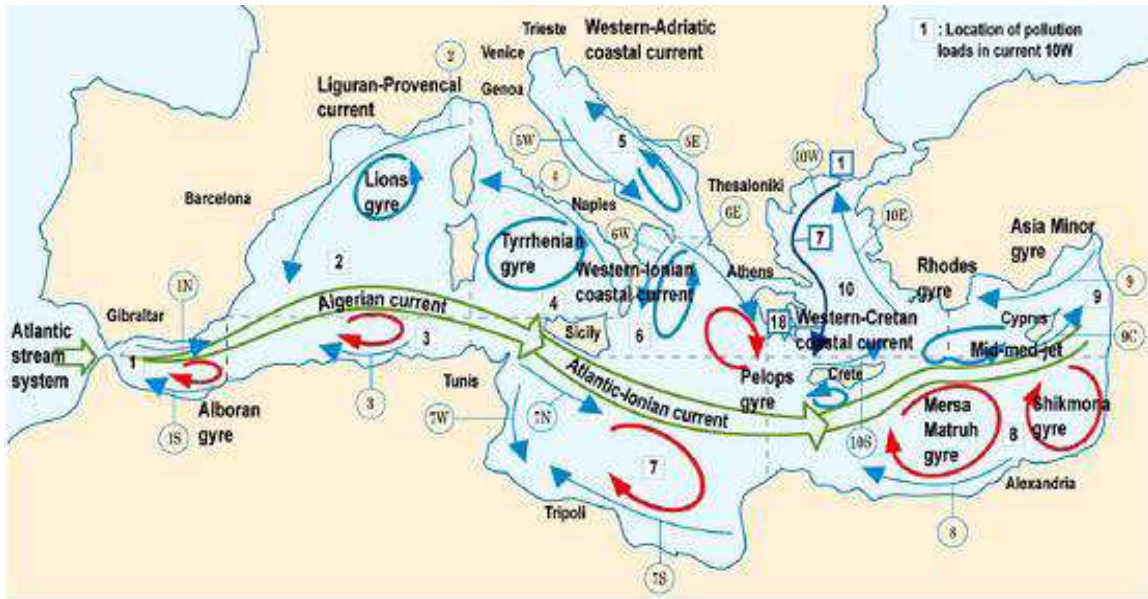 Trieste
Western-Adriatic
coastal current
1 : Location of pollution
loads in current 10W
Venice
2
Genoa
Liguran-Provencal
current
5W
5
5E
10W
1
4
Thesaloniki
Barcelona
Lions
gyre
Naples
6E
10E
Asia Minor
gyre
Tyrrhenian
gyre
6W
7
Rhodes
gyre
2
Western-Ionian
coastal current
Athens
9
1N
10
9
Algerian current
4
Cyprus
Gibraltar
Sicily
6
18
Western-Cretan
coastal current
9C
Atlantic
stream
system
1
3
Mid-med-jet
Crete
Tunis
Atlantic-Ionian current
Pelops
gyre
Alboran
gyre
1S
3
7W
7N
10S
Mersa
Matruh
gyre
8
Shikmona
gyre
7
Alexandria
Tripoli
8
7S